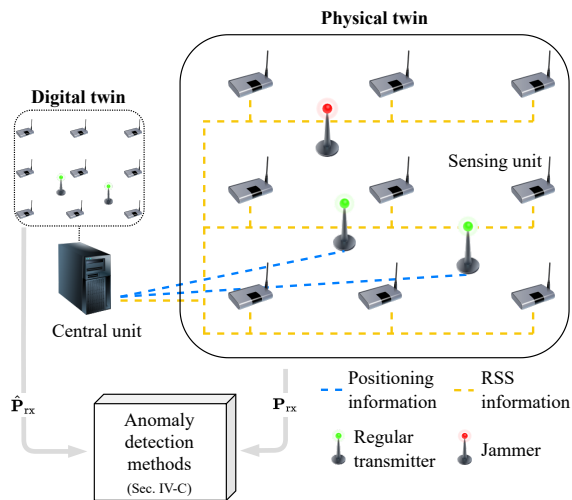 Physical twin
Digital twin
Sensing unit
Central unit
P̂rx
Prx
Anomaly
detection
methods
(Sec. IV-C)
Positioning
information
RSS
information
Regular
transmitter
Jammer